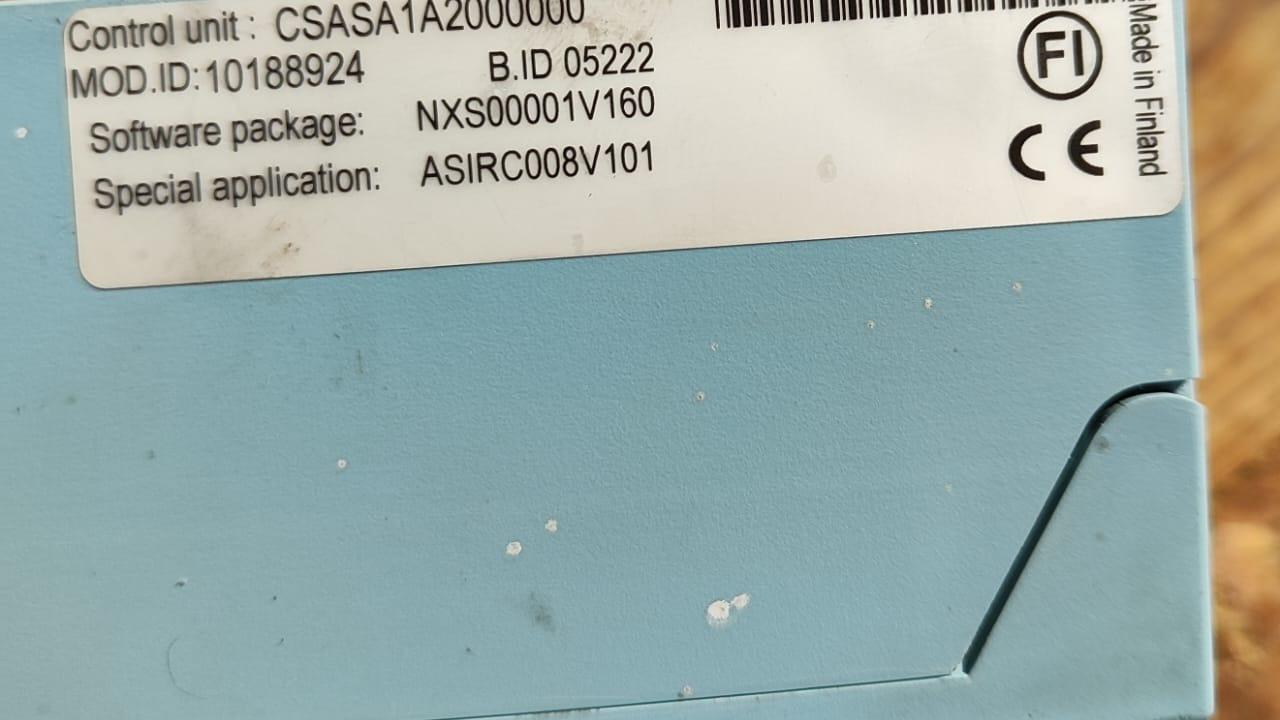 Control unit : CSASA1A2000000
MOD.ID: 10188924 B.ID 05222
Software package: NXS00001V160
Special application: ASIRC008V101
FI
CE
Made in Finland